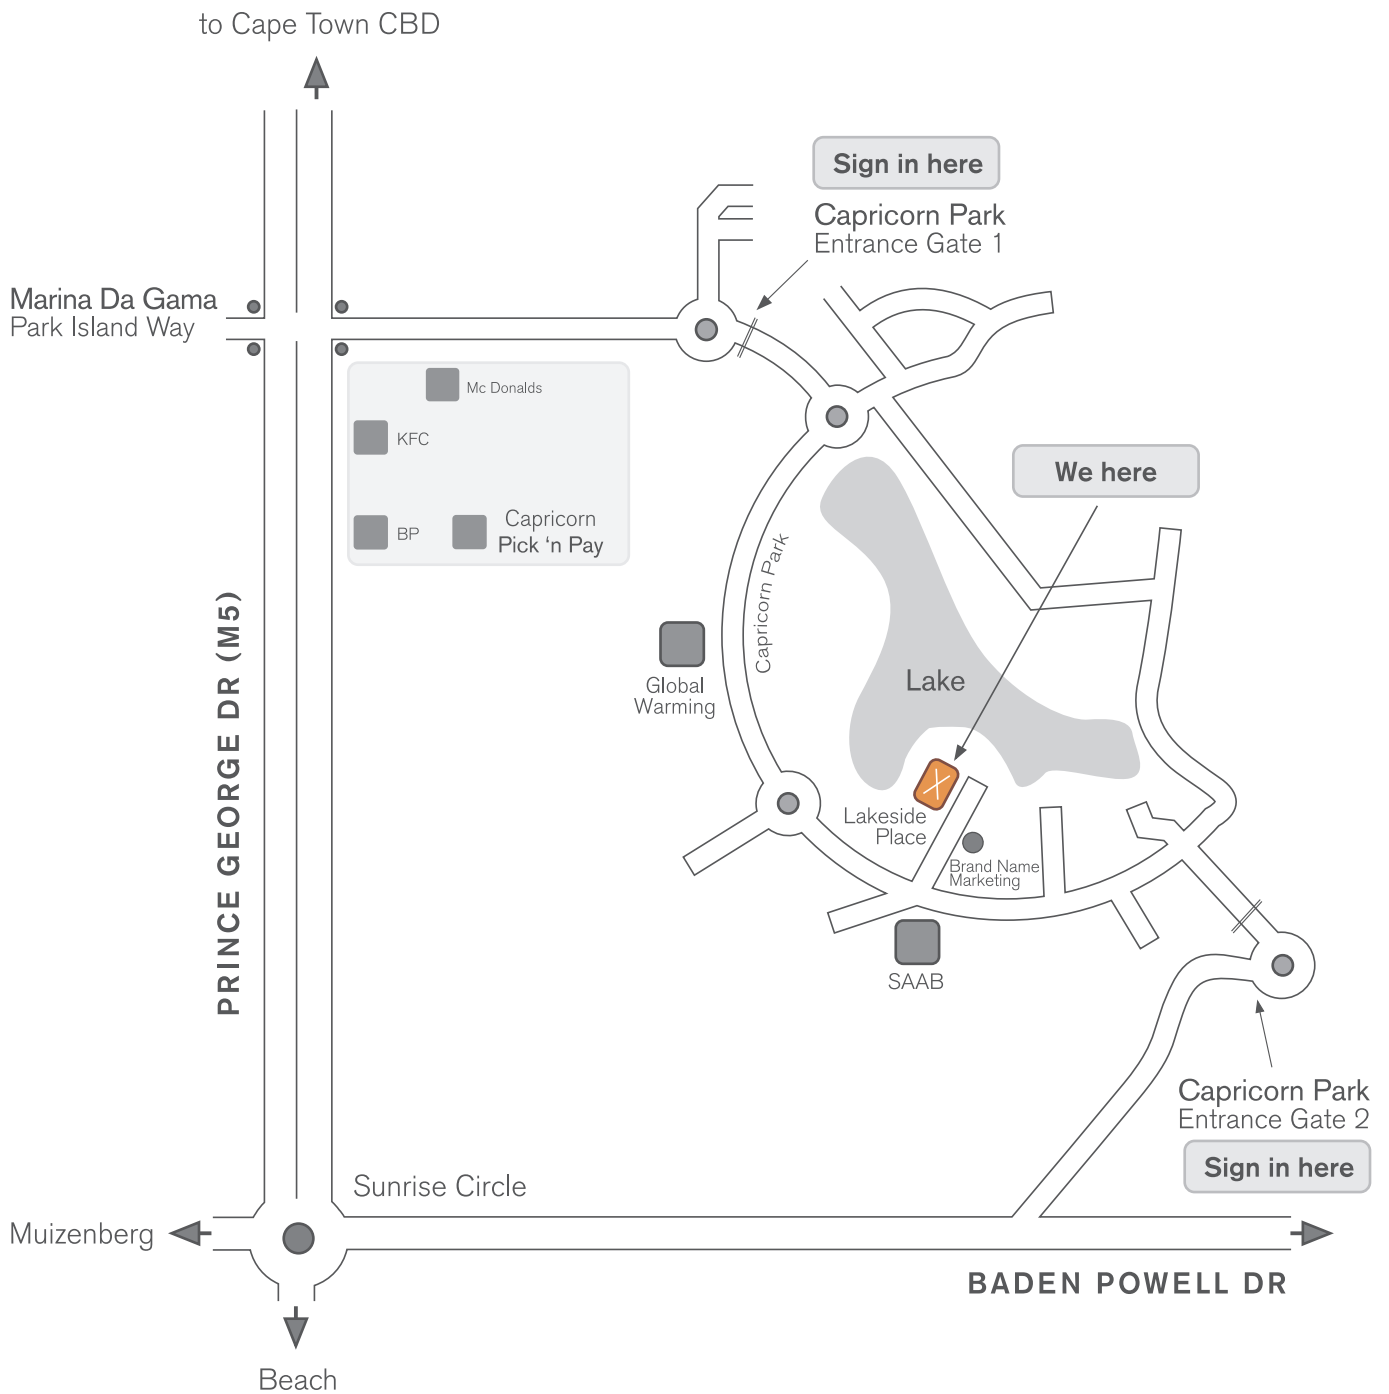 to Cape Town CBD
Sign in here
Capricorn Park
Entrance Gate 1
Marina Da Gama
Park Island Way
Mc Donalds
KFC
BP
Capricorn
Pick ‘n Pay
We here
Capricorn Park
PRINCE GEORGE DR (M5)
Global
Warming
Lake
Lakeside
Place
Brand Name
Marketing
SAAB
Capricorn Park
Entrance Gate 2
Sign in here
Sunrise Circle
Muizenberg
BADEN POWELL DR
Beach